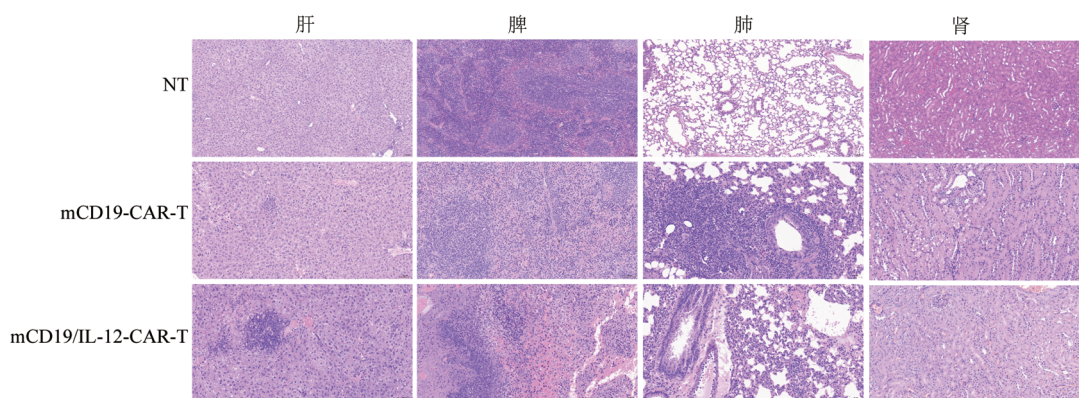 肝 脾 肺 肾
NT
mCD19-CAR-T
mCD19/IL-12-CAR-T